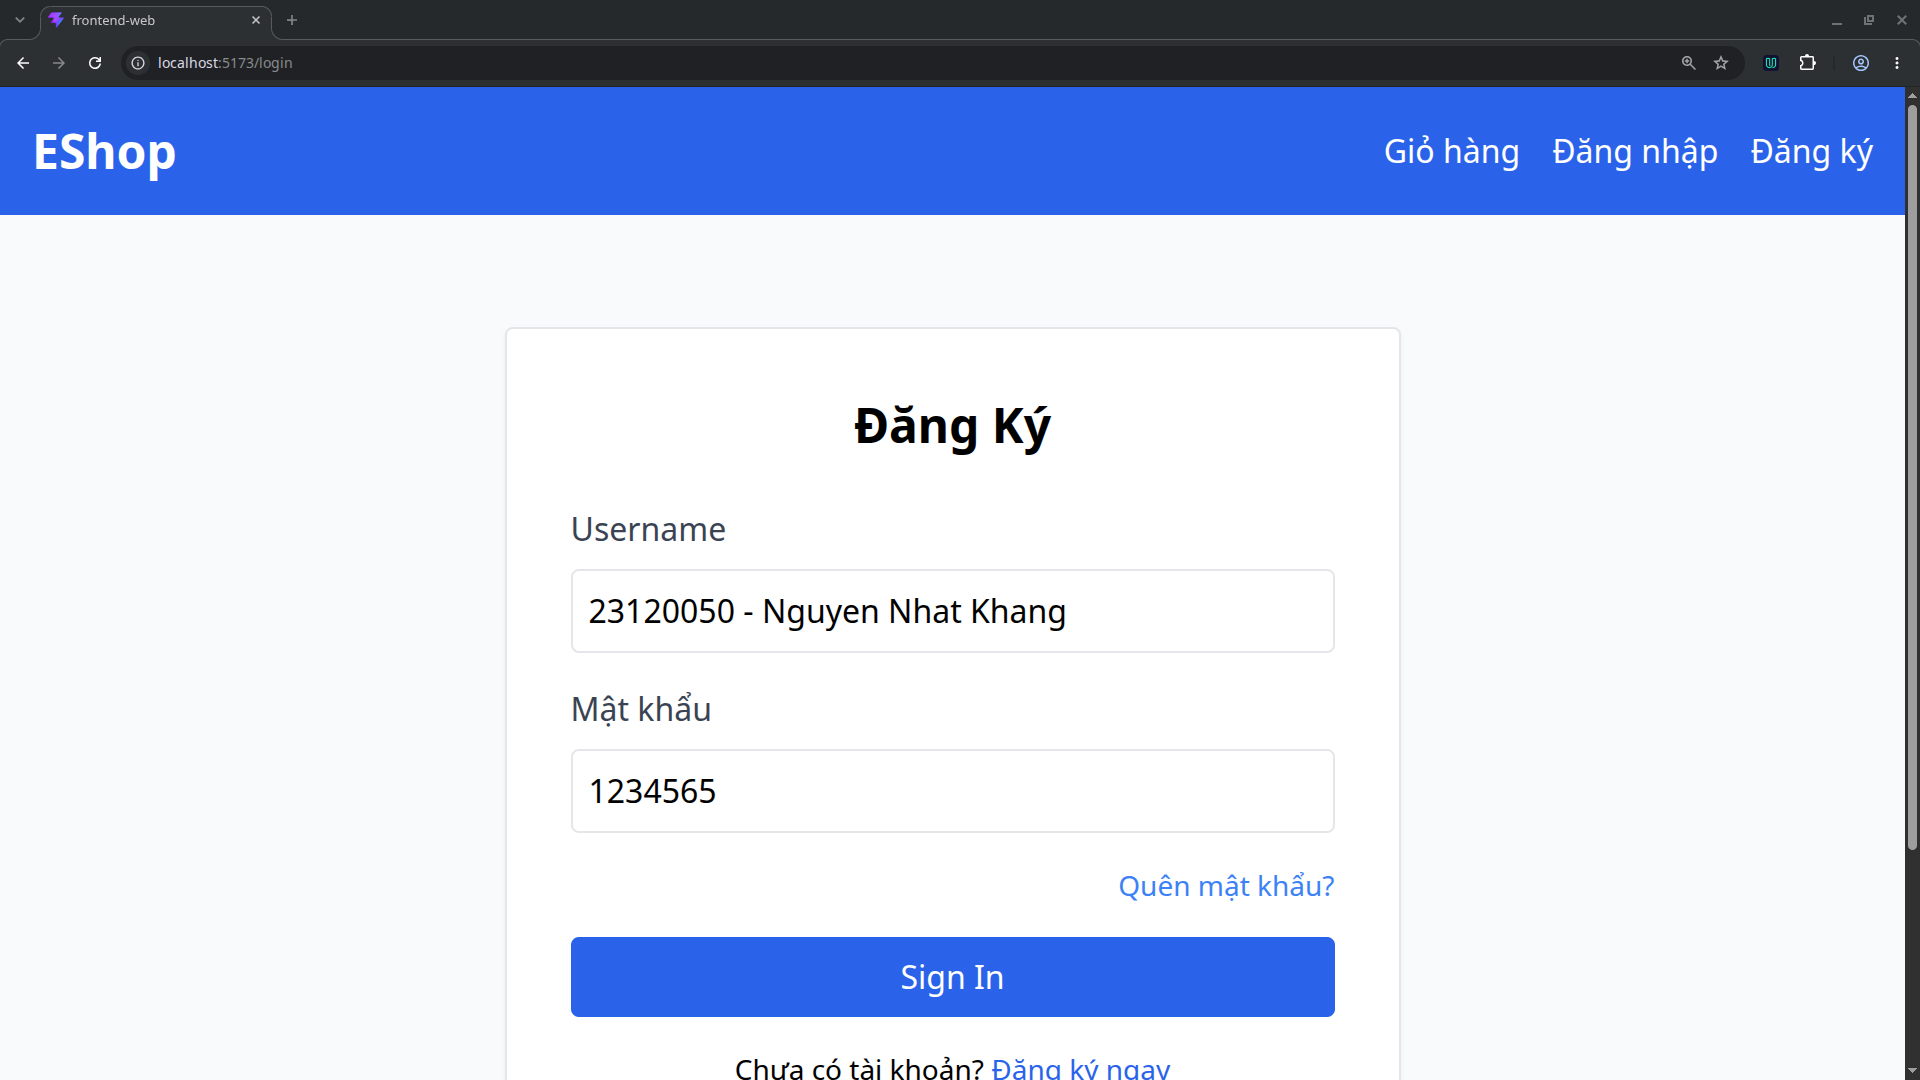 frontend-web
localhost:5173/login
EShop
Giỏ hàng Đăng nhập Đăng ký
Đăng Ký
Username
23120050 - Nguyen Nhat Khang
Mật khẩu
1234565
Quên mật khẩu?
Sign In
Chưa có tài khoản? Đăng ký ngay